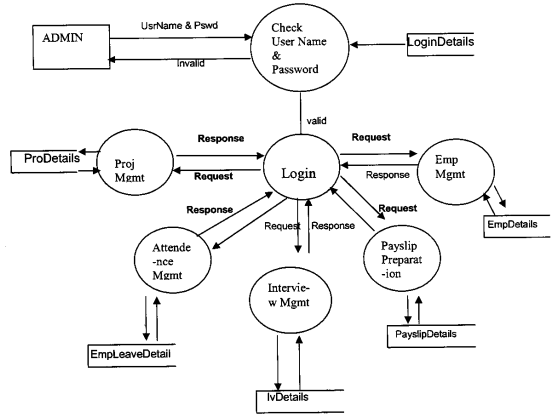 UsrName & Pswd
ADMIN
Check
User Name
&
Password
LoginDetails
Invalid
valid
Response
Request
ProDetails
Proj
Mgmt
Request
Login
Response
Emp
Mgmt
Response
Request
EmpDetails
Request
Response
Attende
-nce
Mgmt
Payslip
Preparat
-ion
Intervie-
w Mgmt
EmpLeaveDetail
PayslipDetails
IvDetails